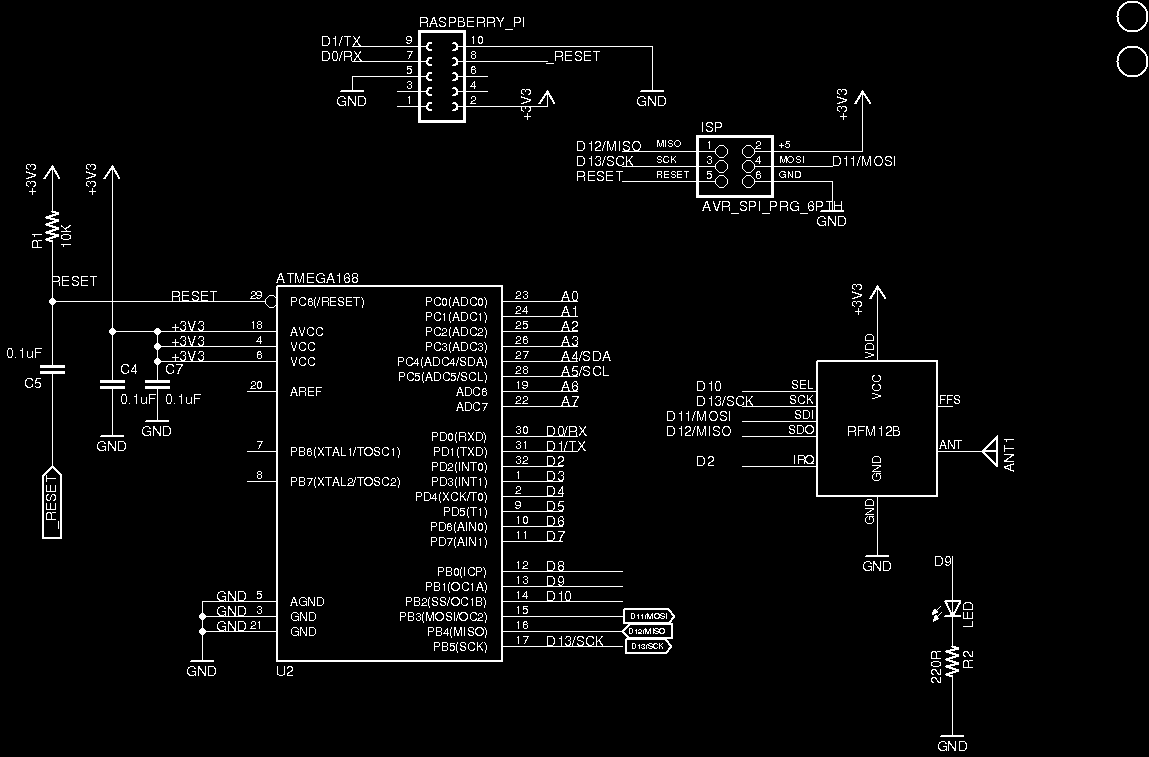 RASPBERRY_PI
D1/TX 9 10
D0/RX 7 8 _RESET
5 6
3 4
1 2
GND +3V3 GND
+3V3
ISP
D12/MISO MISO 1 2 +5
D13/SCK SCK 3 4 MOSI D11/MOSI
RESET RESET 5 6 GND
AVR_SPI_PRG_6PTH
GND
+3V3 +3V3
R1 10K
RESET
0.1uF
C5
_RESET
C4 C7
0.1uF 0.1uF
GND GND
ATMEGA168
RESET 29 PC6(/RESET)
+3V3 18 AVCC
+3V3 4 VCC
+3V3 6 VCC
20 AREF
7 PB6(XTAL1/TOSC1)
8 PB7(XTAL2/TOSC2)
GND 5 AGND
GND 3 GND
GND 21 GND
GND
U2
PC0(ADC0) 23 A0
PC1(ADC1) 24 A1
PC2(ADC2) 25 A2
PC3(ADC3) 26 A3
PC4(ADC4/SDA) 27 A4/SDA
PC5(ADC5/SCL) 28 A5/SCL
ADC6 19 A6
ADC7 22 A7
PD0(RXD) 30 D0/RX
PD1(TXD) 31 D1/TX
PD2(INT0) 32 D2
PD3(INT1) 1 D3
PD4(XCK/T0) 2 D4
PD5(T1) 9 D5
PD6(AIN0) 10 D6
PD7(AIN1) 11 D7
PB0(ICP) 12 D8
PB1(OC1A) 13 D9
PB2(SS/OC1B) 14 D10
PB3(MOSI/OC2) 15 D11/MOSI
PB4(MISO) 16 D12/MISO
PB5(SCK) 17 D13/SCK D13/SCK
+3V3
VDD
VCC
D10 SEL
D13/SCK SCK FFS
D11/MOSI SDI
D12/MISO SDO RFM12B
ANT ANT1
D2 IRQ
GND
GND
GND
D9
LED
220R R2
GND